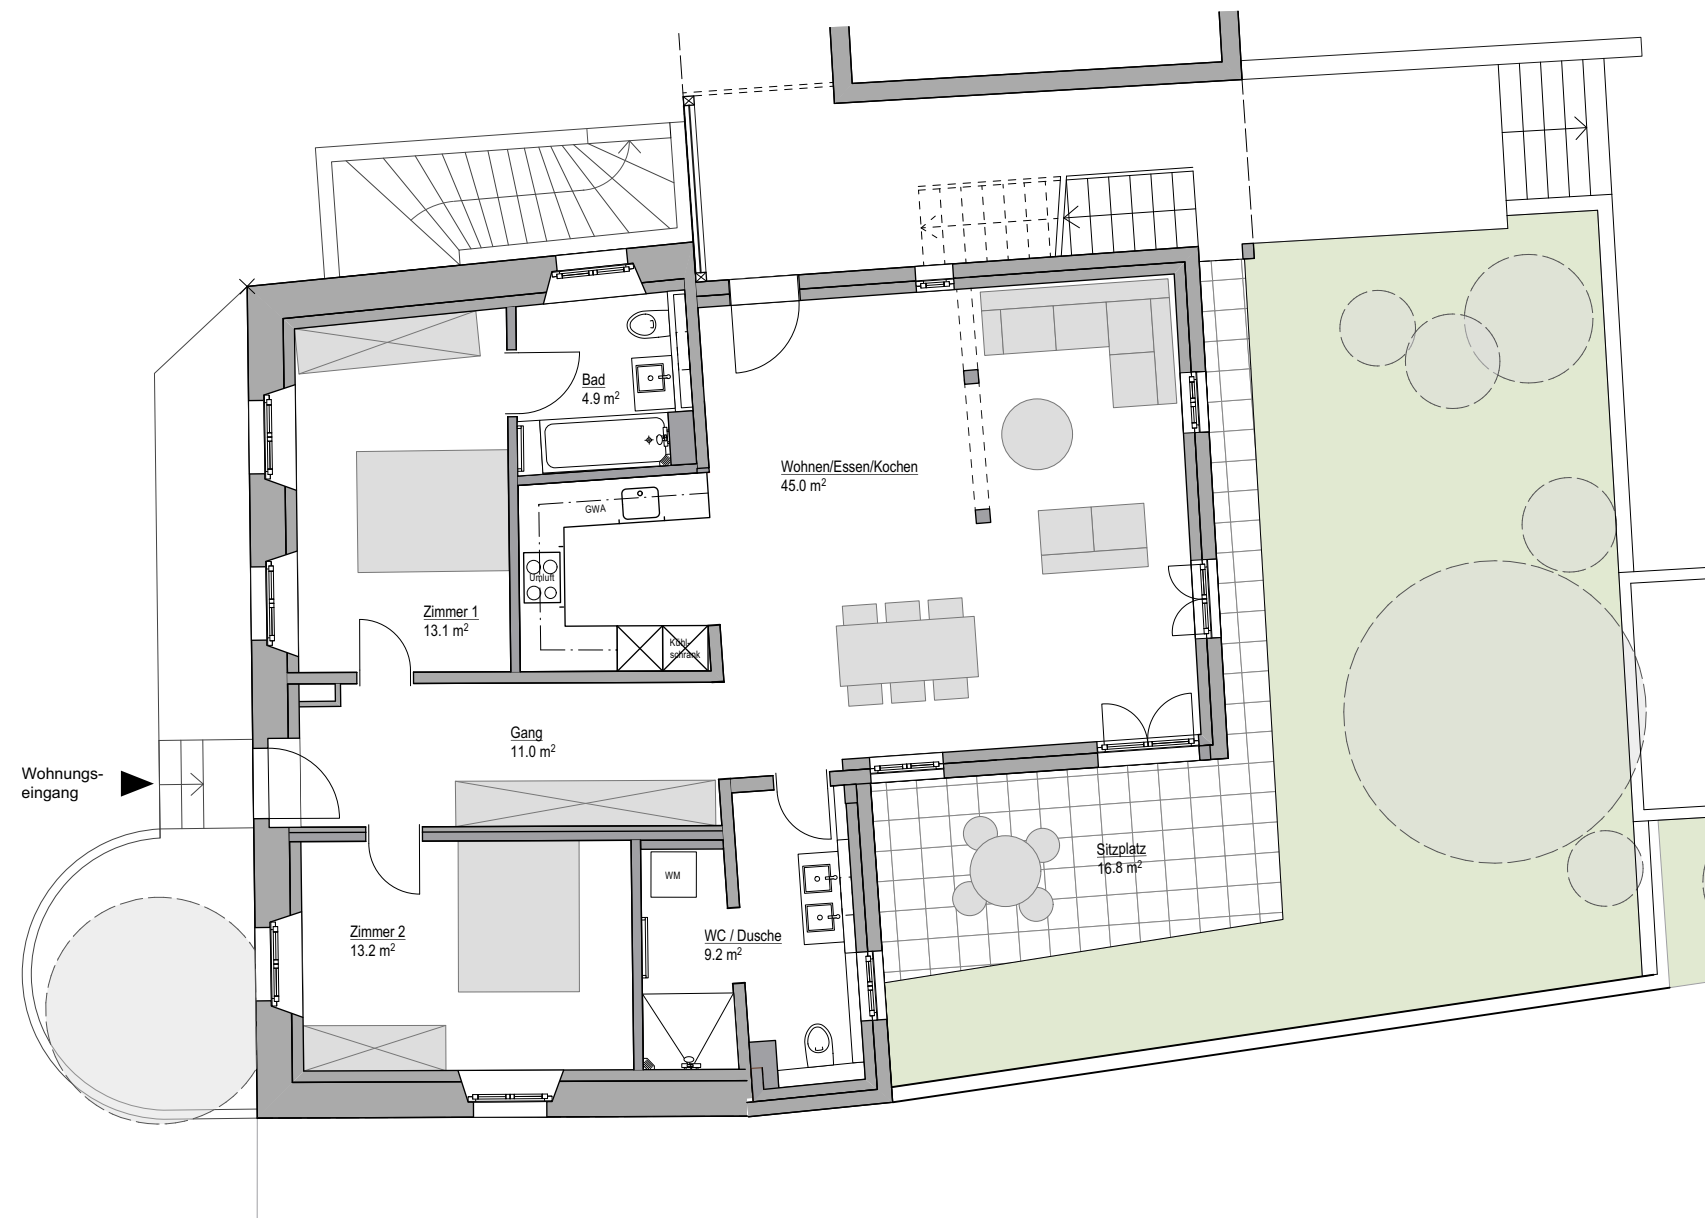 Bad
4.9 m²
Wohnen/Essen/Kochen
45.0 m²
GWA
Umluft
Zimmer 1
13.1 m²
Kühl-
schrank
Gang
11.0 m²
Wohnungs-
eingang
Sitzplatz
16.8 m²
WM
Zimmer 2
13.2 m²
WC / Dusche
9.2 m²